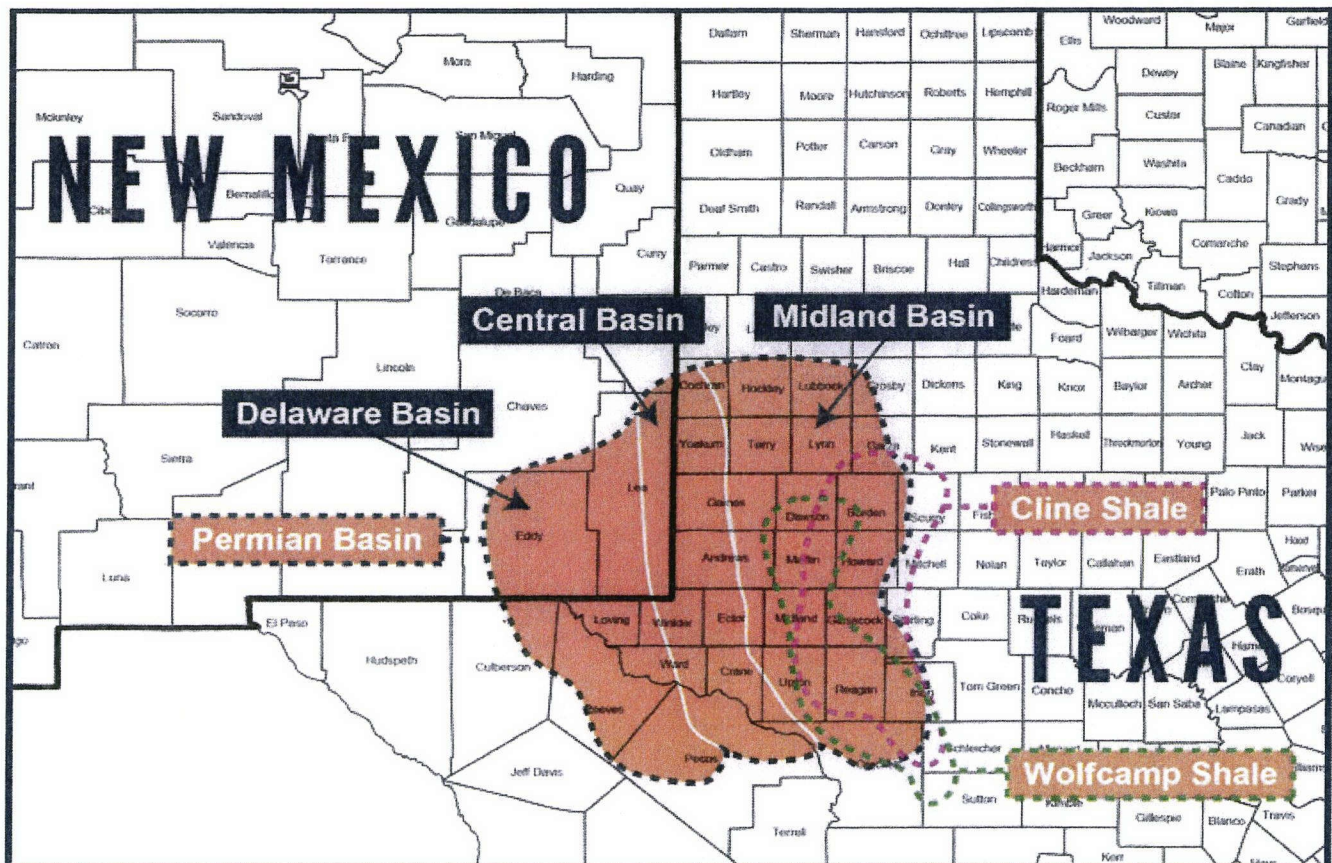 Dallam Sherman Hansford Ochiltree Lipscomb
Ellis Woodward Major Garfield
Mora Harding
Hartley Moore Hutchinson Roberts Hemphill
Dewey Blaine Kingfisher
Roger Mills Custer Canadian
Mckinley Sandoval San Miguel
Oldham Potter Carson Gray Wheeler
Beckham Washita Caddo Grady
NEW MEXICO
Bernalillo Guadalupe Quay
Deaf Smith Randall Armstrong Donley Collingsworth
Greer Kiowa Comanche
Valencia Torrance Curry
Parmer Castro Swisher Briscoe Hall Childress
Harmon Jackson Tillman Cotton Stephens Jefferson
De Baca
Socorro
Central Basin
Midland Basin
Hardeman Foard Wilbarger Wichita
Catron Lincoln
Clay Montagu
Cochran Hockley Lubbock Crosby Dickens King Knox Baylor Archer
Delaware Basin
Chaves
Yoakum Terry Lynn Garza Kent Stonewall Haskell Throckmorton Young Jack Wise
Sierra
Lea
Gaines Dawson Borden Scurry Fish
Cline Shale
Palo Pinto Parker
Permian Basin
Eddy
Luna
Andrews Martin Howard Mitchell Nolan Taylor Callahan Eastland Erath Hood
TEXAS
El Paso Hudspeth Culberson
Loving Winkler Ector Midland Glasscock Sterling Coke
Ward Crane Upton Reagan Irion Tom Green Concho
Mcculloch San Saba Lampasas Coryell
Reeves
Pecos
Jeff Davis
Schleicher
Wolfcamp Shale
Sutton Kimble
Terrell
Gillespie Blanco Travis
Kerr